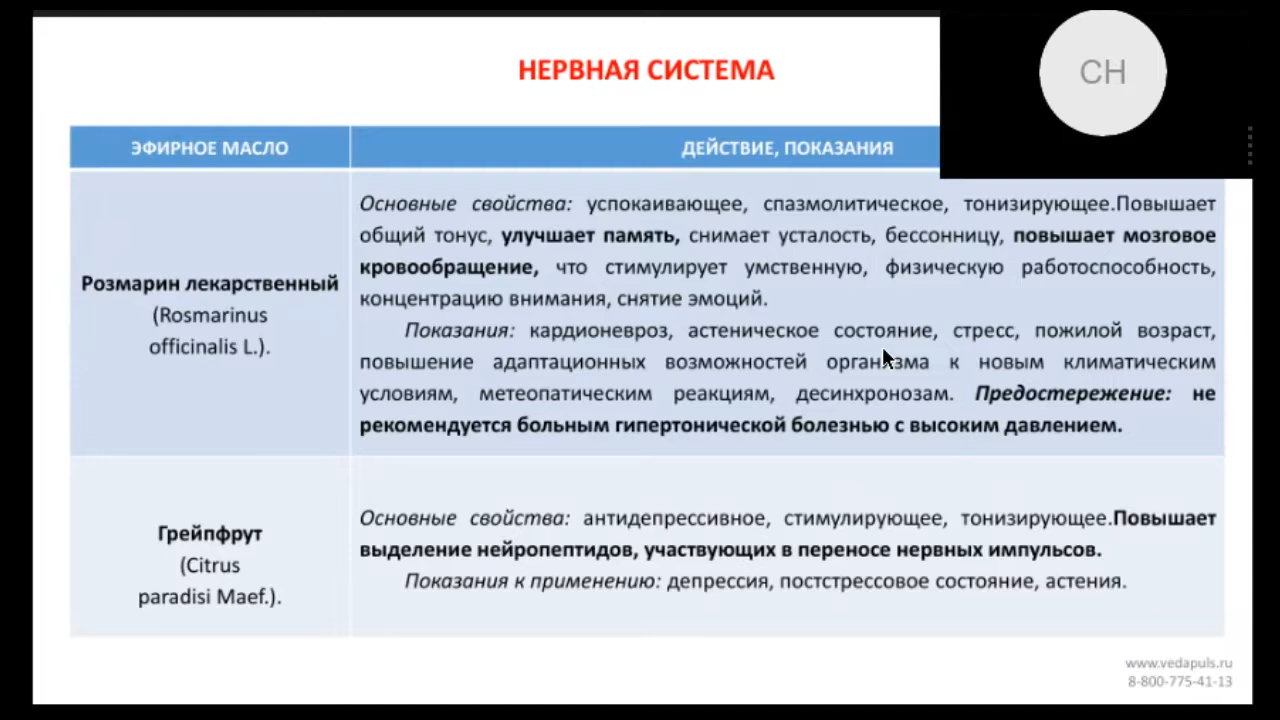 НЕРВНАЯ СИСТЕМА
СН
ЭФИРНОЕ МАСЛО
ДЕЙСТВИЕ, ПОКАЗАНИЯ
Розмарин лекарственный
(Rosmarinus
officinalis L.).
Основные свойства: успокаивающее, спазмолитическое, тонизирующее.Повышает
общий тонус, улучшает память, снимает усталость, бессонницу, повышает мозговое
кровообращение, что стимулирует умственную, физическую работоспособность,
концентрацию внимания, снятие эмоций.
Показания: кардионевроз, астеническое состояние, стресс, пожилой возраст,
повышение адаптационных возможностей организма к новым климатическим
условиям, метеопатическим реакциям, десинхронозам. Предостережение: не
рекомендуется больным гипертонической болезнью с высоким давлением.
Грейпфрут
(Citrus
paradisi Maef.).
Основные свойства: антидепрессивное, стимулирующее, тонизирующее.Повышает
выделение нейропептидов, участвующих в переносе нервных импульсов.
Показания к применению: депрессия, постстрессовое состояние, астения.
www.vedapuls.ru
8-800-775-41-13